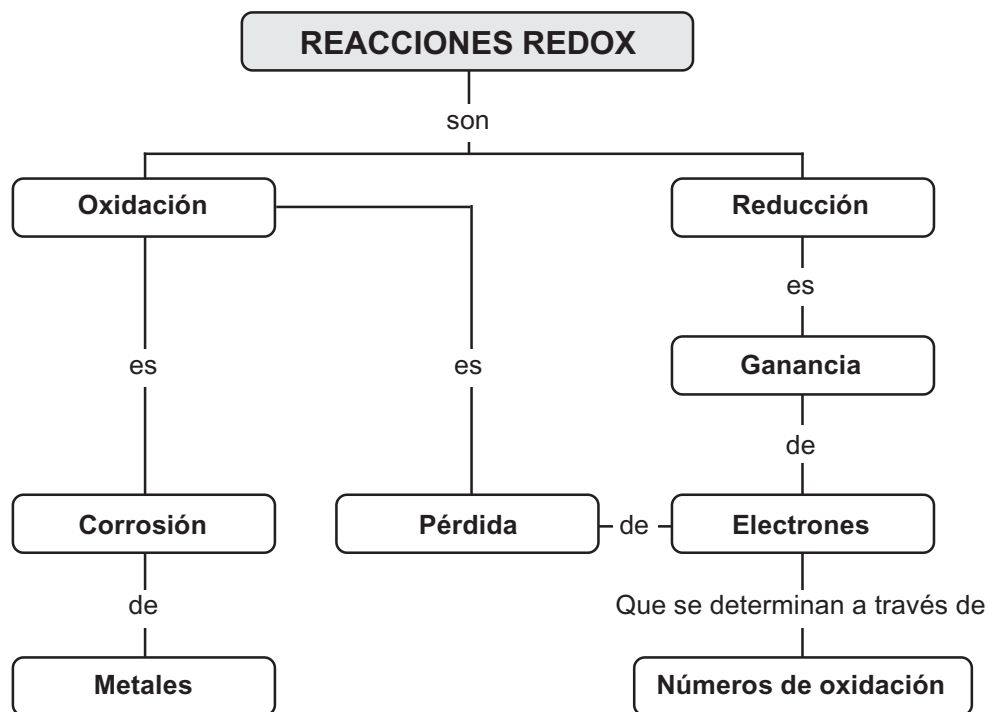 REACCIONES REDOX
son
Oxidación
Reducción
es
es
es
Ganancia
de
Corrosión
Pérdida
de
Electrones
de
Que se determinan a través de
Metales
Números de oxidación